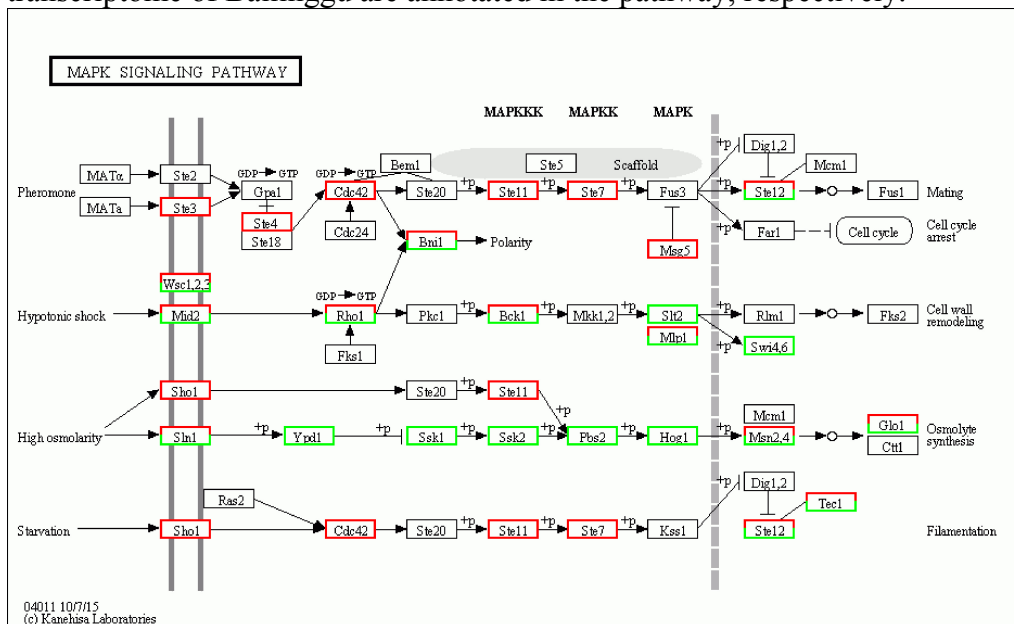 transcriptome of Bailinggu are annotated in the pathway, respectively.
MAPK SIGNALING PATHWAY
MAPKKK MAPKK MAPK
Pheromone
MATα
Ste2
MATa
Ste3
GDP GTP
Gpa1
Ste4
Ste18
GDP GTP
Cdc42
Cdc24
Bem1
Ste20
+p
Ste11
+p
Ste7
+p
Fus3
Ste5 Scaffold
Msg5
+p
Dig1,2
Mcm1
+p
Ste12
Fus1
Mating
+p
Far1
Cell cycle
Cell cycle
arrest
Bni1
Polarity
Wsc1,2,3
Hypotonic shock
Mid2
GDP GTP
Rho1
Fks1
Pkc1
+p
Bck1
+p
Mkk1,2
+p
Slt2
Mlp1
+p
Rlm1
Fks2
Cell wall
remodeling
+p
Swi4,6
High osmolarity
Sho1
Ste20
+p
Ste11
+p
Sln1
+p
Ypd1
+p
Ssk1
Ssk2
+p
Pbs2
+p
Hog1
+p
Mcm1
Msn2,4
Glo1
Ctt1
Osmolyte
synthesis
Starvation
Sho1
Ras2
Cdc42
Ste20
+p
Ste11
+p
Ste7
+p
Kss1
+p
Dig1,2
Tec1
Ste12
Filamentation
04011 10/7/15
(c) Kanehisa Laboratories